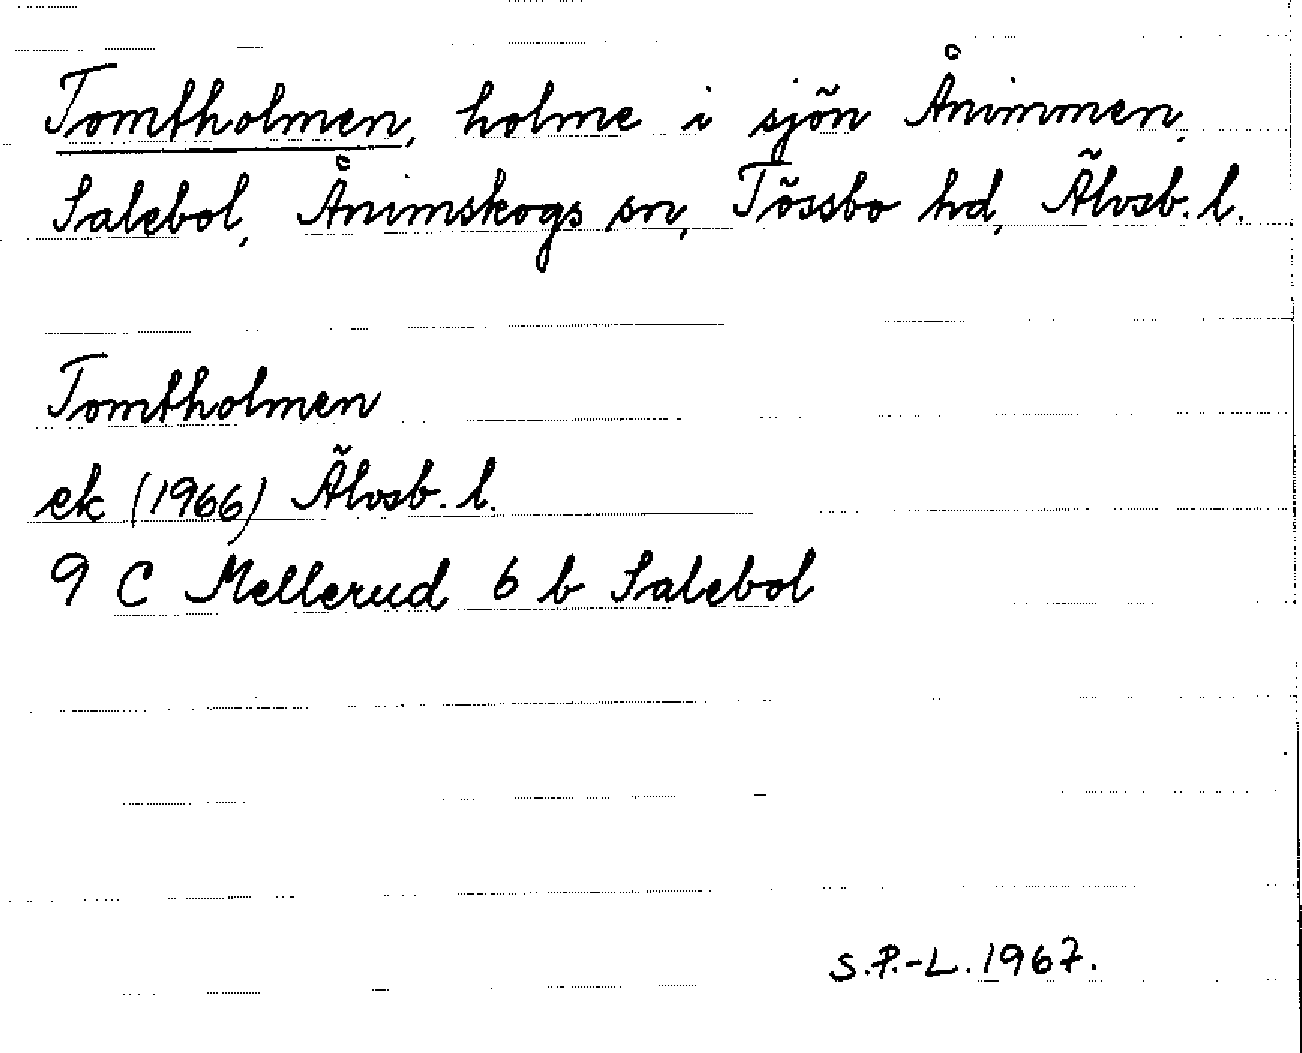 Tomtholmen, holme i sjön Ånimmen,
Salebol, Ånimskogs sn, Tössbo hd, Älvsb. l.
Tomtholmen
ek (1966) Älvsb. l.
9 C Mellerud 6 b Salebol
S.P.-L. 1967.